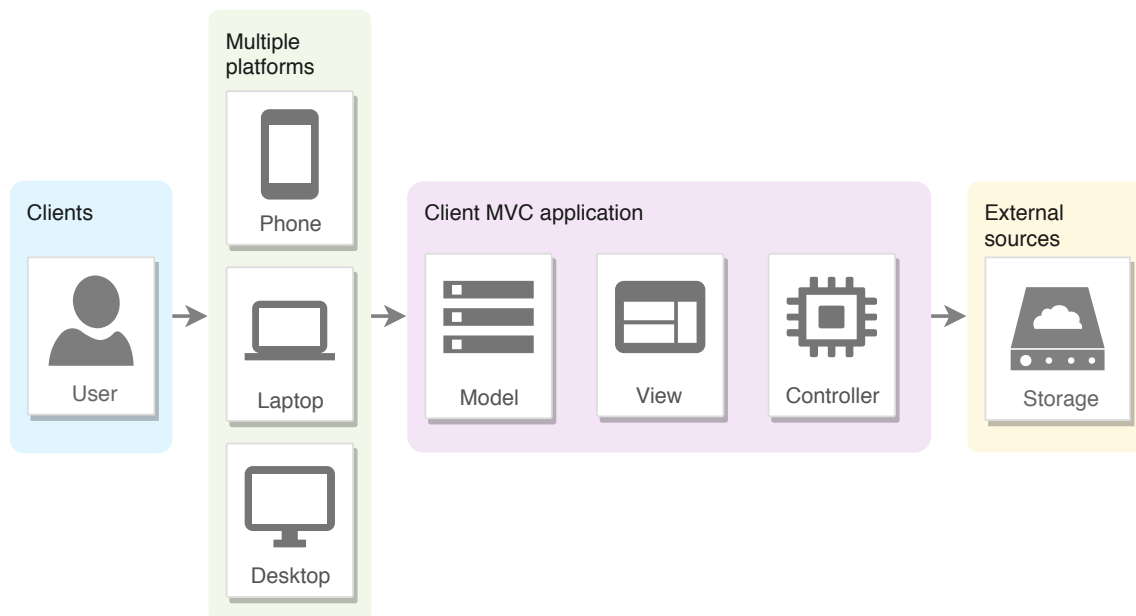 Clients
User
Multiple
platforms
Phone
Laptop
Desktop
Client MVC application
Model
View
Controller
External
sources
Storage